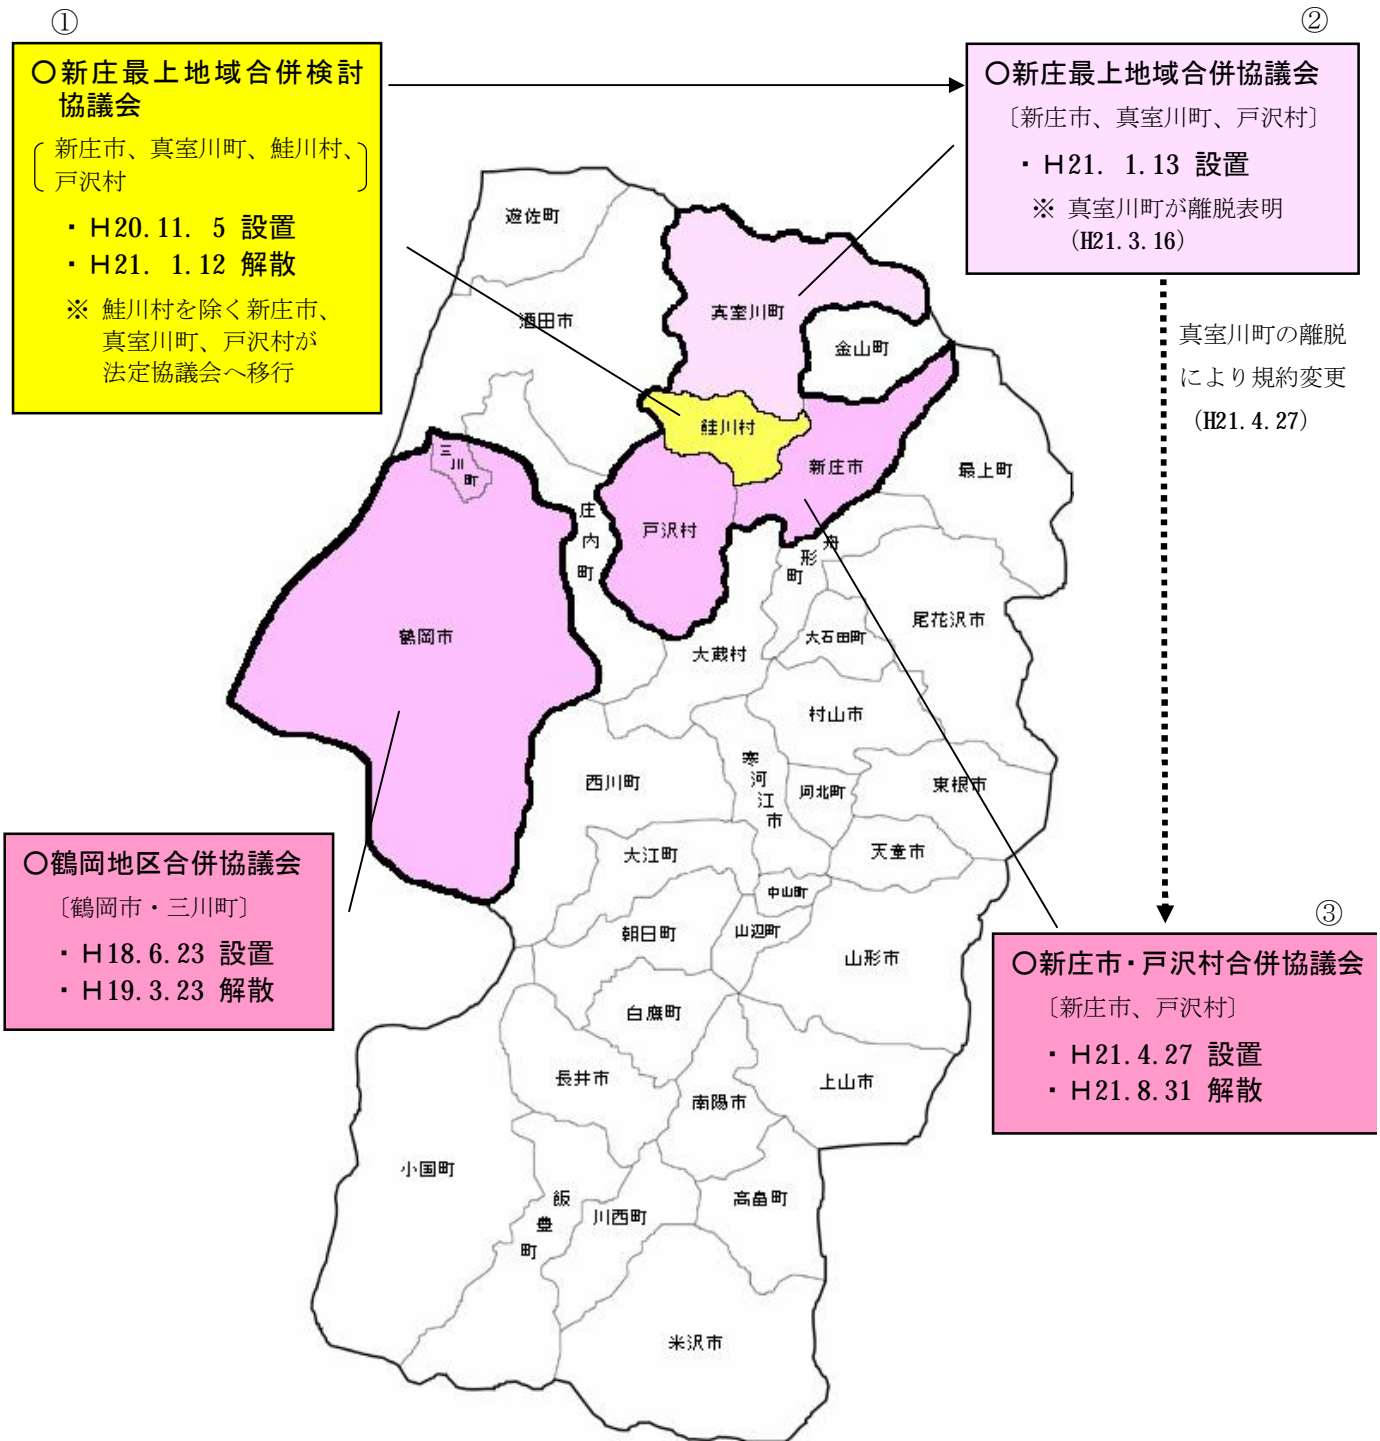 ①
○新庄最上地域合併検討
協議会
新庄市、真室川町、鮭川村、
戸沢村
・H20.11. 5 設置
・H21. 1.12 解散
※ 鮭川村を除く新庄市、
真室川町、戸沢村が
法定協議会へ移行
②
○新庄最上地域合併協議会
〔新庄市、真室川町、戸沢村〕
・H21. 1.13 設置
※ 真室川町が離脱表明
(H21.3.16)
真室川町の離脱
により規約変更
(H21.4.27)
遊佐町
酒田市
真室川町
金山町
鮭川村
新庄市
最上町
三川町
庄内町
戸沢村
舟形町
鶴岡市
大蔵村
大石田町
尾花沢市
村山市
西川町
寒河江市
河北町
東根市
大江町
天童市
中山町
朝日町
山辺町
山形市
白鷹町
長井市
南陽市
上山市
小国町
飯豊町
川西町
高畠町
米沢市
○鶴岡地区合併協議会
〔鶴岡市・三川町〕
・H18.6.23 設置
・H19.3.23 解散
③
○新庄市・戸沢村合併協議会
〔新庄市、戸沢村〕
・H21.4.27 設置
・H21.8.31 解散